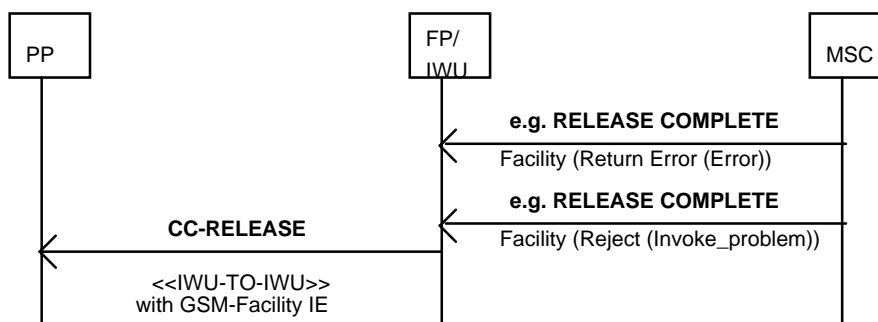 PP
FP/
IWU
MSC
e.g. RELEASE COMPLETE
Facility (Return Error (Error))
e.g. RELEASE COMPLETE
CC-RELEASE
Facility (Reject (Invoke_problem))
<<IWU-TO-IWU>>
with GSM-Facility IE